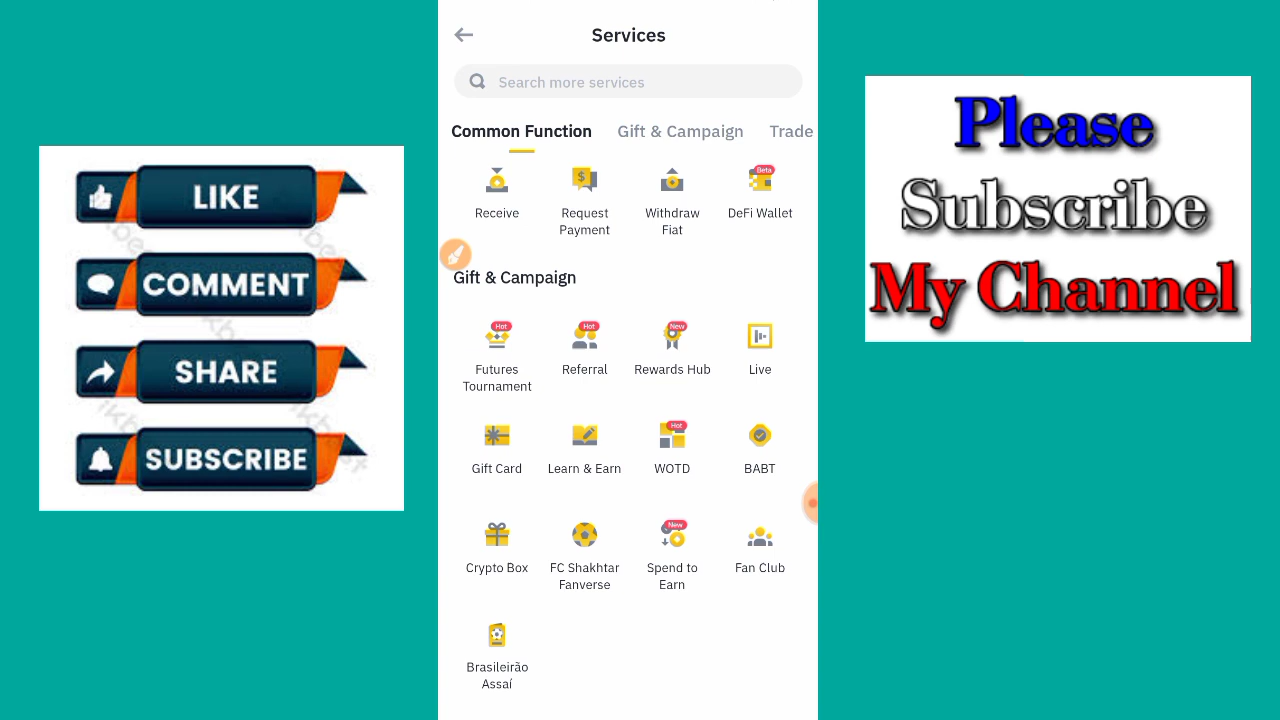 LIKE
COMMENT
SHARE
SUBSCRIBE
Services
Search more services
Common Function
Gift & Campaign
Trade
Receive
Request
Payment
Withdraw
Fiat
Beta
DeFi Wallet
Gift & Campaign
Hot
Futures
Tournament
Hot
Referral
New
Rewards Hub
Live
Gift Card
Learn & Earn
Hot
WOTD
BABT
Crypto Box
FC Shakhtar
Fanverse
New
Spend to
Earn
Fan Club
Brasileirão
Assaí
Please
Subscribe
My Channel